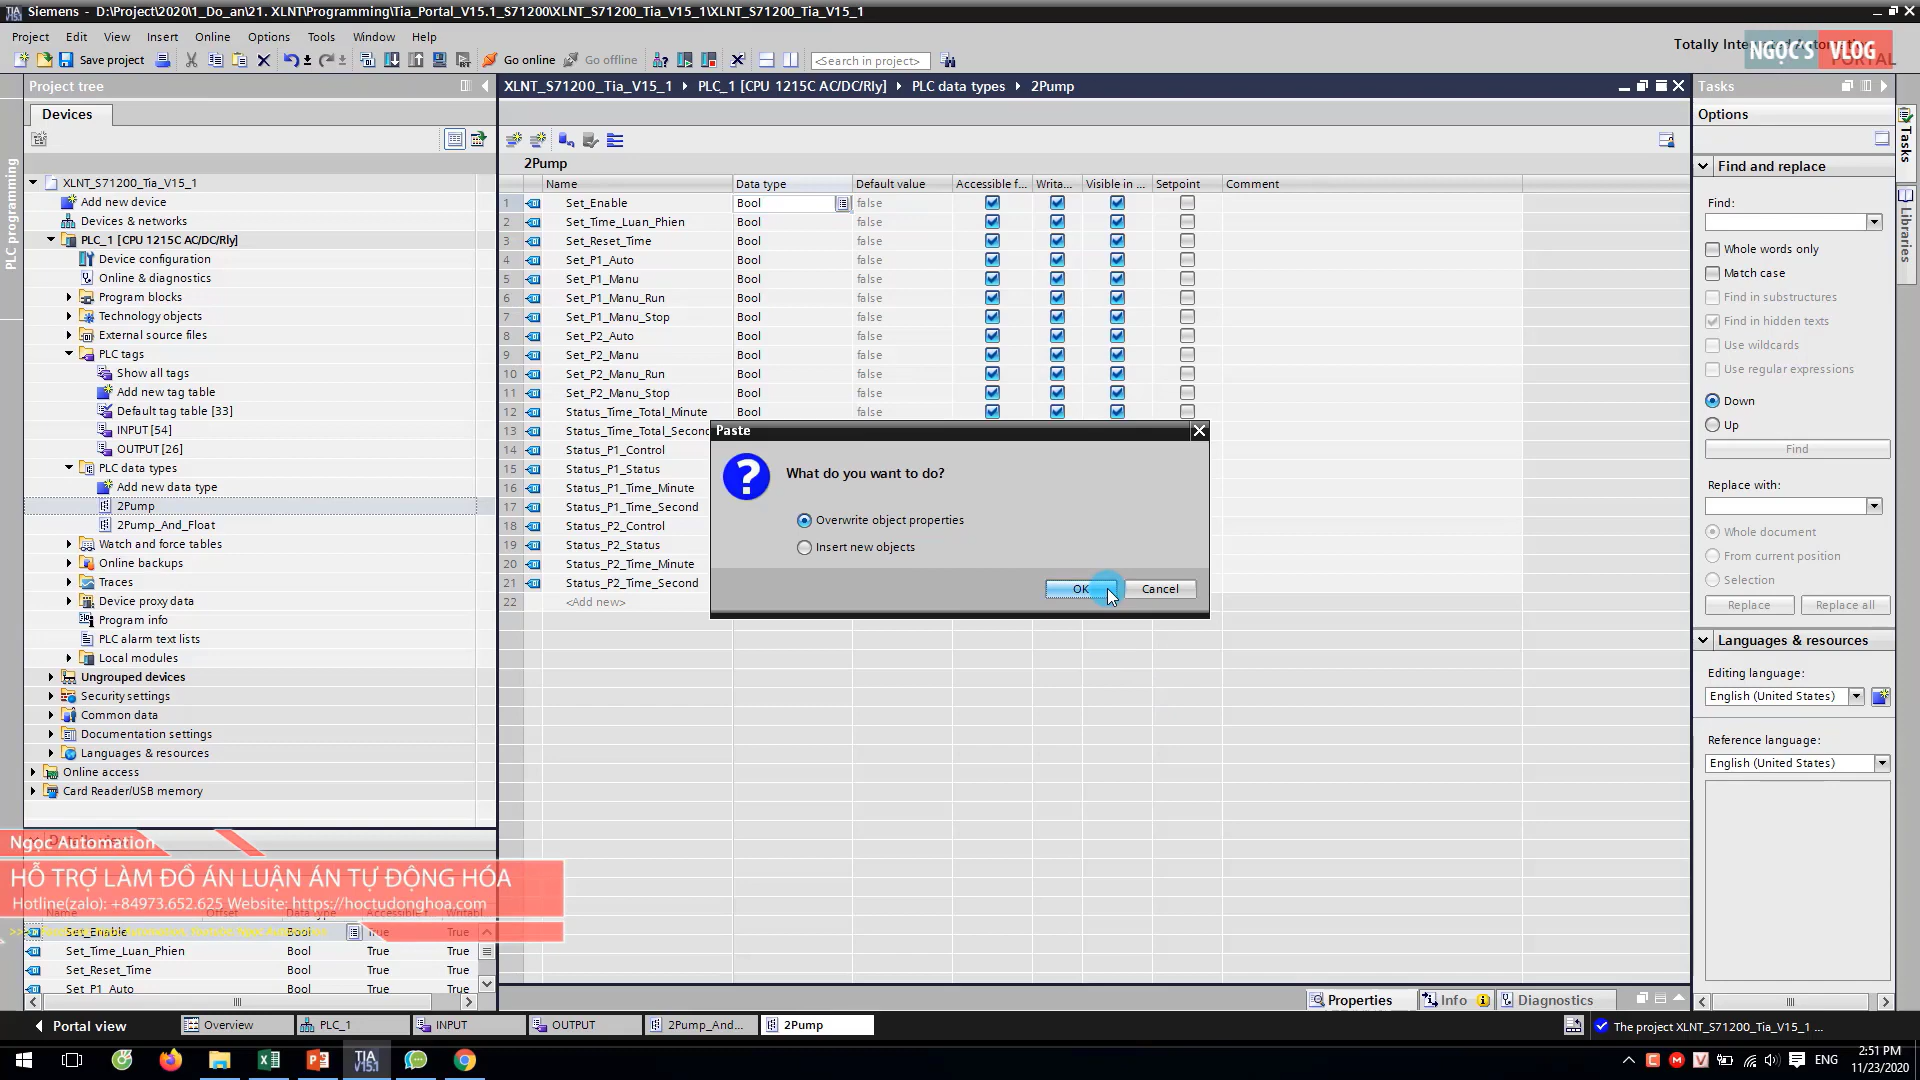 Siemens - D:\Project\2020\1_Do_an\21. XLNT\Programming\Tia_Portal_V15.1_S71200\XLNT_S71200_Tia_V15_1\XLNT_S71200_Tia_V15_1
Project Edit View Insert Online Options Tools Window Help
Totally Inte
PORTAL
NGỌC'S VLOG
Save project Go online Go offline <Search in project>
Project tree
XLNT_S71200_Tia_V15_1 PLC_1 [CPU 1215C AC/DC/Rly] PLC data types 2Pump
Tasks
Devices
Options
PLC programming
XLNT_S71200_Tia_V15_1
Add new device
Devices & networks
PLC_1 [CPU 1215C AC/DC/Rly]
Device configuration
Online & diagnostics
Program blocks
Technology objects
External source files
PLC tags
Show all tags
Add new tag table
Default tag table [33]
INPUT [54]
OUTPUT [26]
PLC data types
Add new data type
2Pump
2Pump_And_Float
Watch and force tables
Online backups
Traces
Device proxy data
Program info
PLC alarm text lists
Local modules
Ungrouped devices
Security settings
Common data
Documentation settings
Languages & resources
Online access
Card Reader/USB memory
2Pump
Name Data type Default value Accessible f... Writa... Visible in ... Setpoint Comment
1 Set_Enable Bool false
2 Set_Time_Luan_Phien Bool false
3 Set_Reset_Time Bool false
4 Set_P1_Auto Bool false
5 Set_P1_Manu Bool false
6 Set_P1_Manu_Run Bool false
7 Set_P1_Manu_Stop Bool false
8 Set_P2_Auto Bool false
9 Set_P2_Manu Bool false
10 Set_P2_Manu_Run Bool false
11 Set_P2_Manu_Stop Bool false
12 Status_Time_Total_Minute Bool false
13 Status_Time_Total_Second
14 Status_P1_Control
15 Status_P1_Status
16 Status_P1_Time_Minute
17 Status_P1_Time_Second
18 Status_P2_Control
19 Status_P2_Status
20 Status_P2_Time_Minute
21 Status_P2_Time_Second
22 <Add new>
Paste
What do you want to do?
Overwrite object properties
Insert new objects
OK Cancel
Find and replace
Find:
Whole words only
Match case
Find in substructures
Find in hidden texts
Use wildcards
Use regular expressions
Down
Up
Find
Replace with:
Whole document
From current position
Selection
Replace Replace all
Languages & resources
Editing language:
English (United States)
Reference language:
English (United States)
Tasks
Libraries
Ngọc Automation
HỖ TRỢ LÀM ĐỒ ÁN LUẬN ÁN TỰ ĐỘNG HÓA
Hotline(zalo): +84973.652.625 Website: https://hoctudonghoa.com
Name Offset Data type Accessible f Writabl
Set_Enable Bool True True
Set_Time_Luan_Phien Bool True True
Set_Reset_Time Bool True True
Set_P1_Auto Bool True True
Properties Info Diagnostics
Portal view Overview PLC_1 INPUT OUTPUT 2Pump_And... 2Pump
The project XLNT_S71200_Tia_V15_1 ...
TIA V15.1
ENG
2:51 PM
11/23/2020